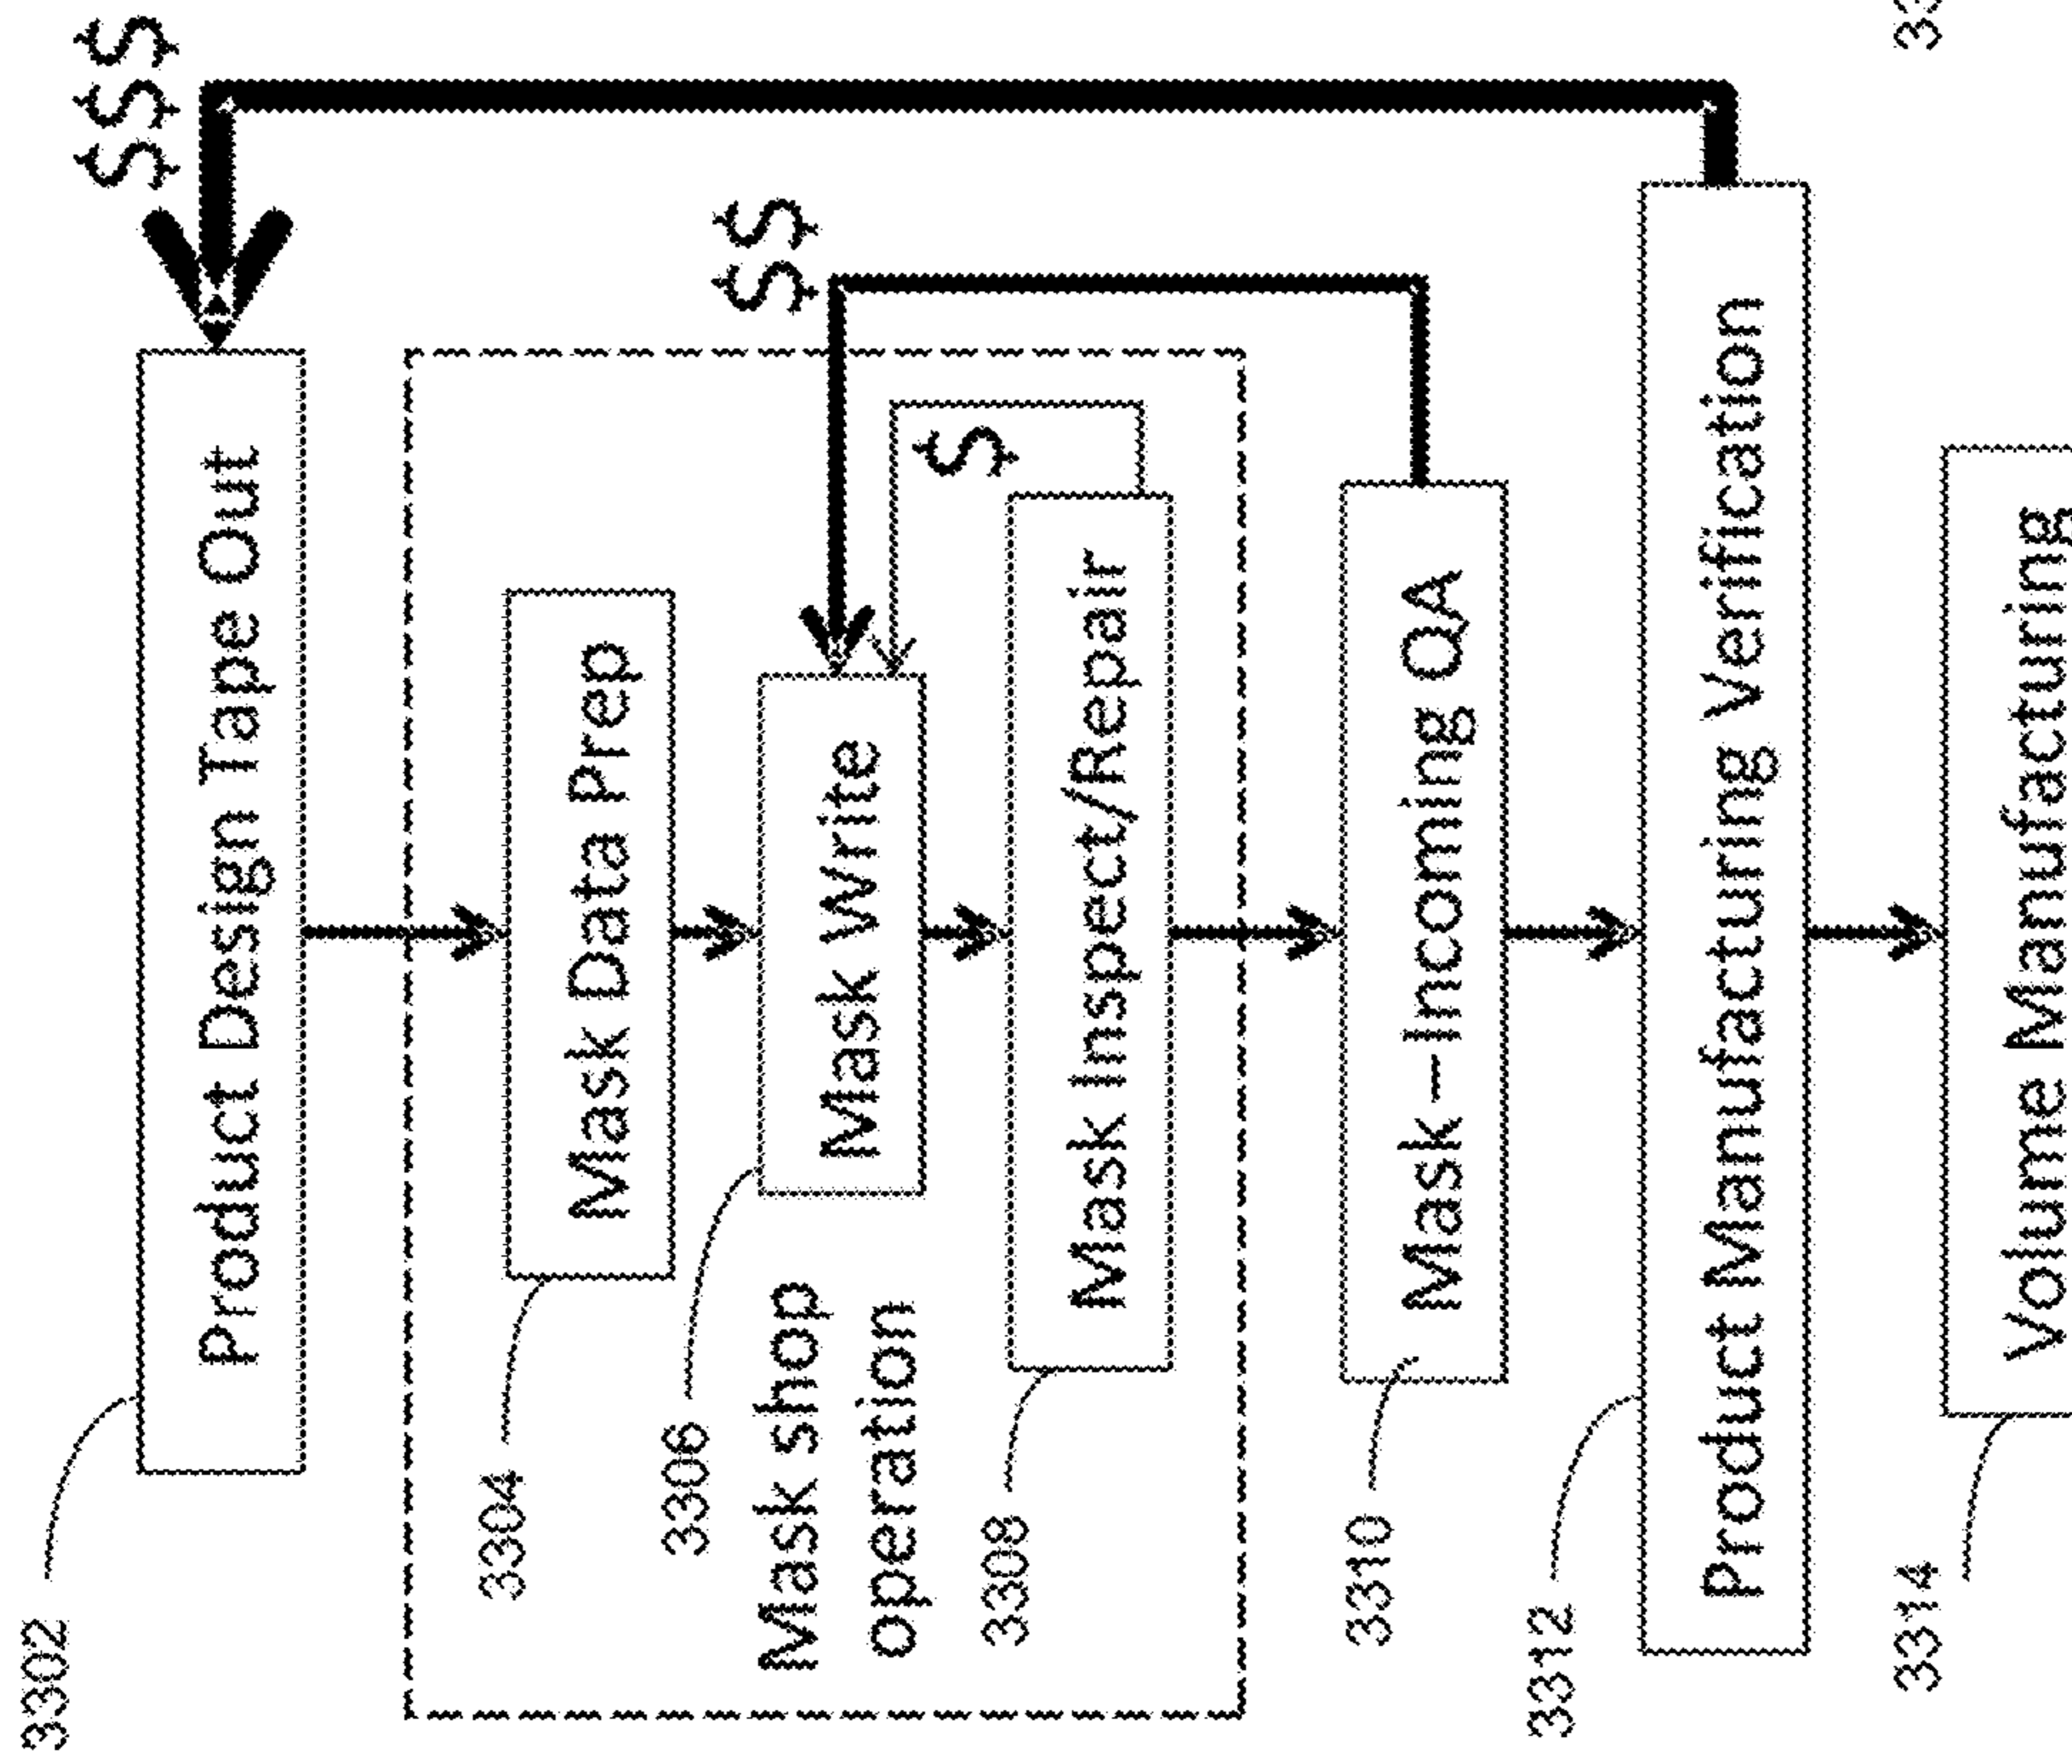 $$$
3302
Product Design Tape Out
3304
Mask Data Prep
$$
3306
Mask Write
Mask shop
operation
$
3308
Mask Inspect/Repair
3310
Mask–Incoming QA
3312
Product Manufacturing Verification
3314
Volume Manufacturing